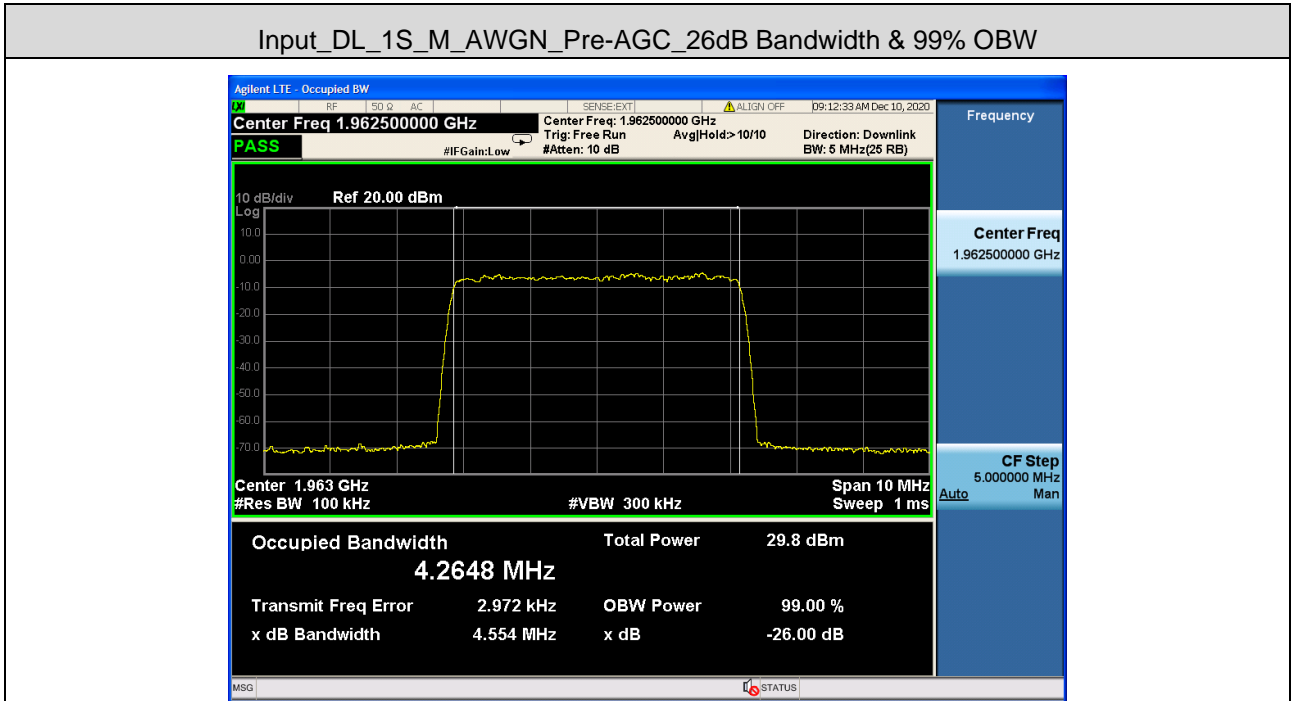 Input_DL_1S_M_AWGN_Pre-AGC_26dB Bandwidth & 99% OBW
Agilent LTE - Occupied BW
LXI RF 50 Ω AC SENSE:EXT ALIGN OFF 09:12:33 AM Dec 10, 2020
Center Freq 1.962500000 GHz
PASS
#IFGain:Low
Center Freq: 1.962500000 GHz
Trig: Free Run Avg|Hold:>10/10
#Atten: 10 dB
Direction: Downlink
BW: 5 MHz(25 RB)
10 dB/div Ref 20.00 dBm
Log
10.0
0.00
-10.0
-20.0
-30.0
-40.0
-50.0
-60.0
-70.0
Center 1.963 GHz Span 10 MHz
#Res BW 100 kHz #VBW 300 kHz Sweep 1 ms
Occupied Bandwidth Total Power 29.8 dBm
4.2648 MHz
Transmit Freq Error 2.972 kHz OBW Power 99.00 %
x dB Bandwidth 4.554 MHz x dB -26.00 dB
MSG STATUS
Frequency
Center Freq
1.962500000 GHz
CF Step
5.000000 MHz
Auto Man